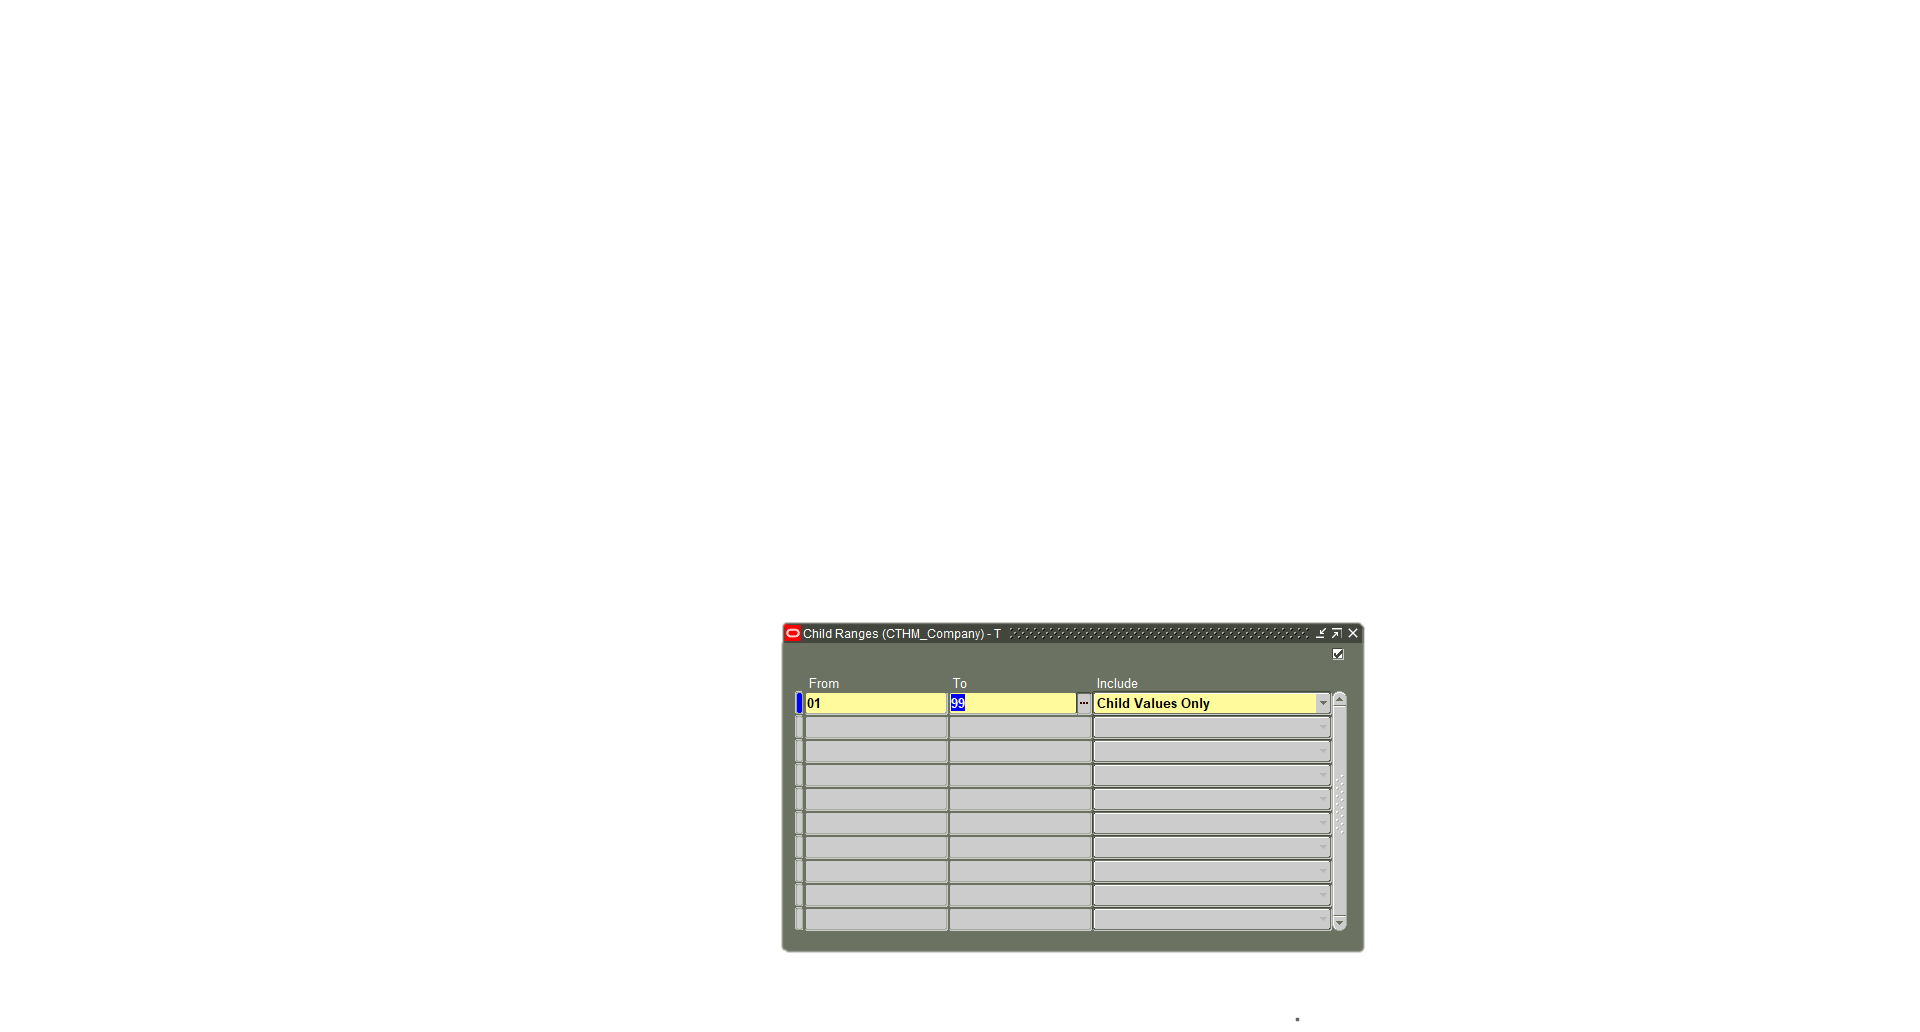 Child Ranges (CTHM_Company) - T
From To Include
01 99 ... Child Values Only